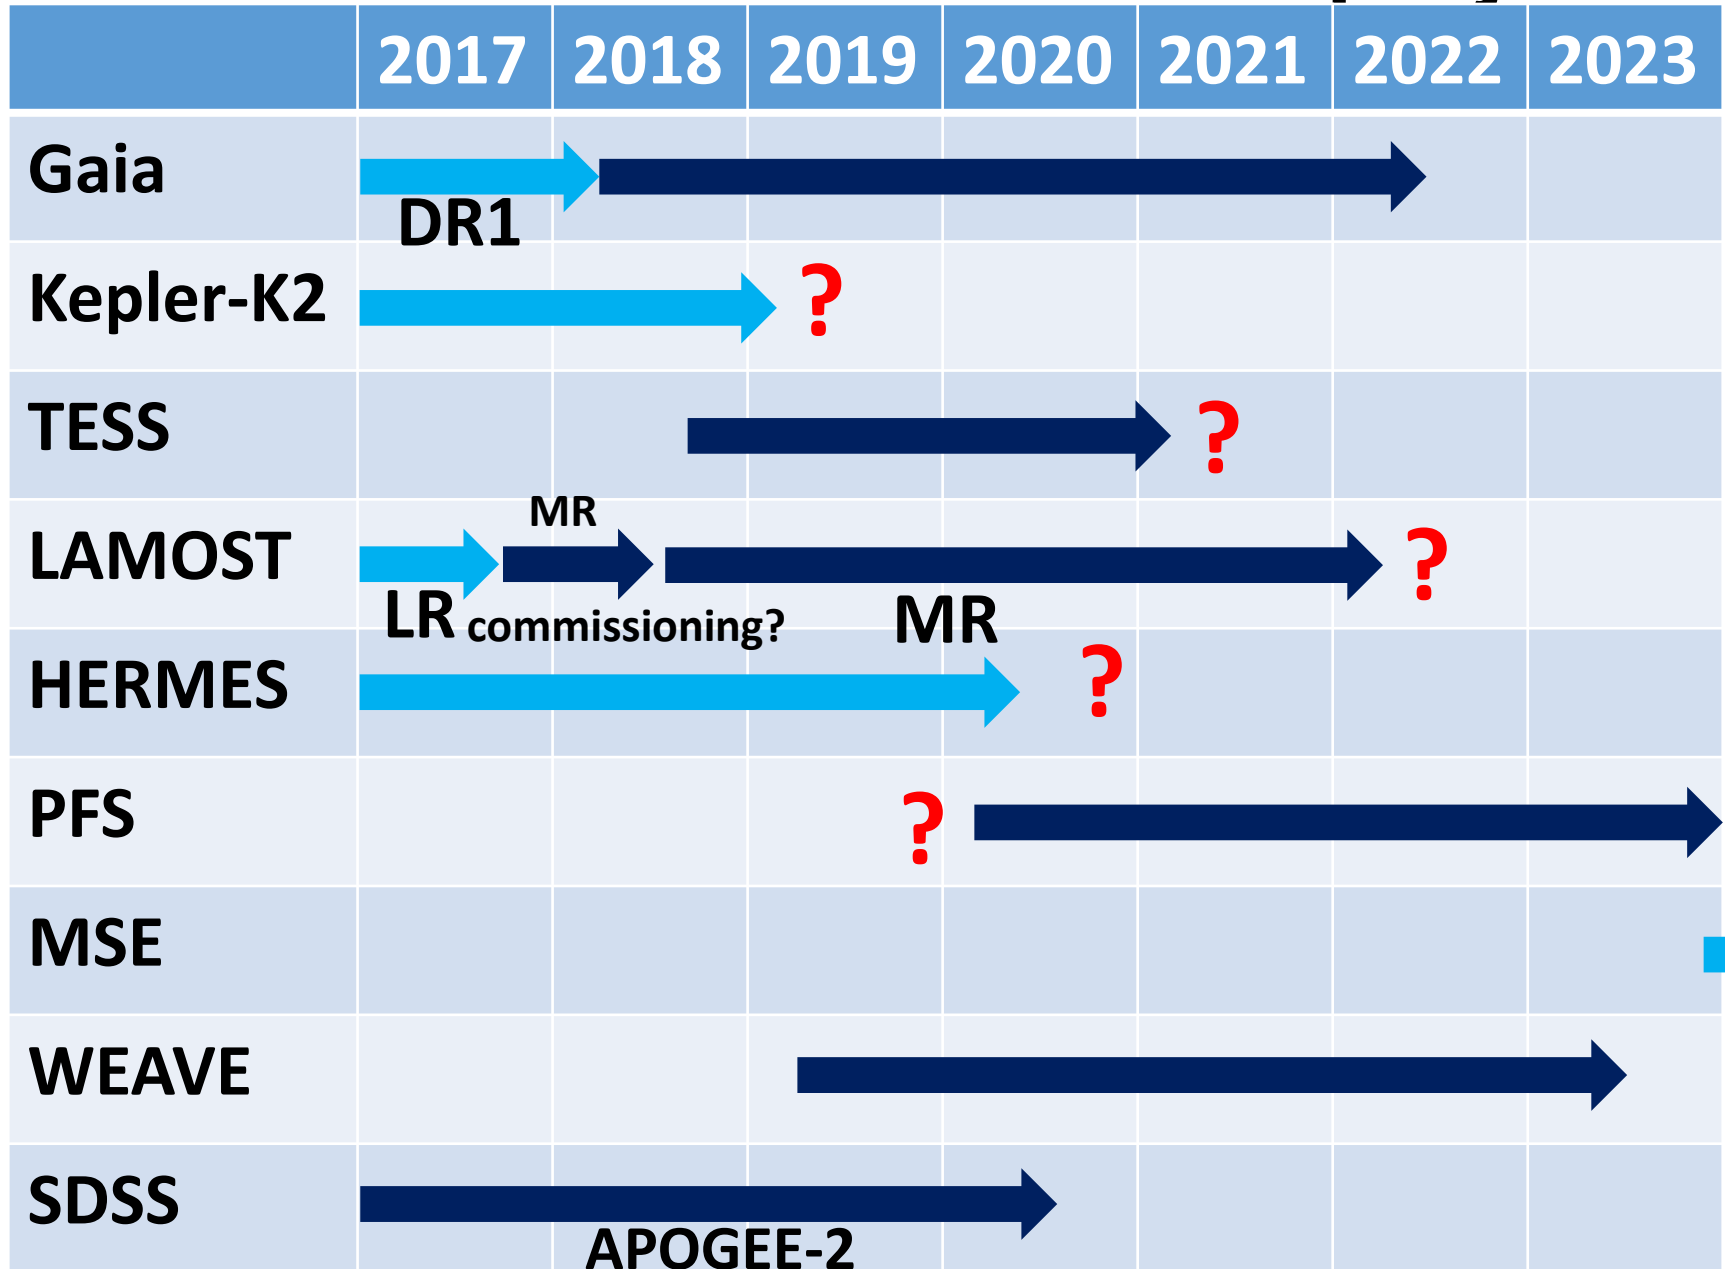 2017 2018 2019 2020 2021 2022 2023
Gaia
DR1
Kepler-K2 ?
TESS ?
MR
LAMOST ?
LR commissioning? MR
HERMES ?
PFS ?
MSE
WEAVE
SDSS
APOGEE-2